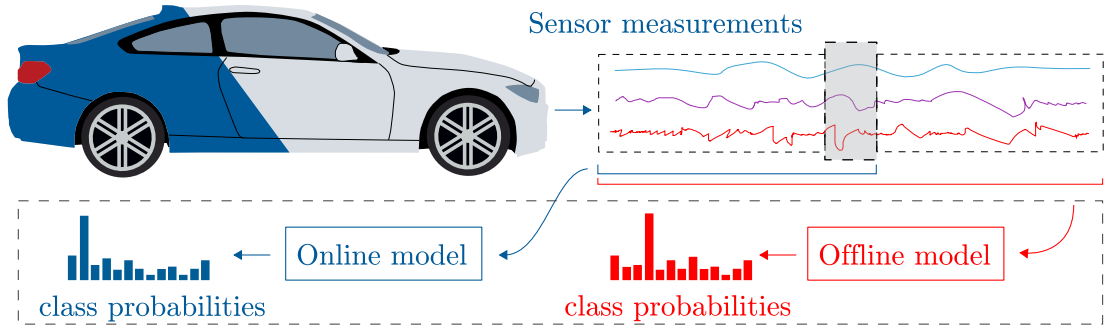 Sensor measurements
Online model
Offline model
class probabilities
class probabilities